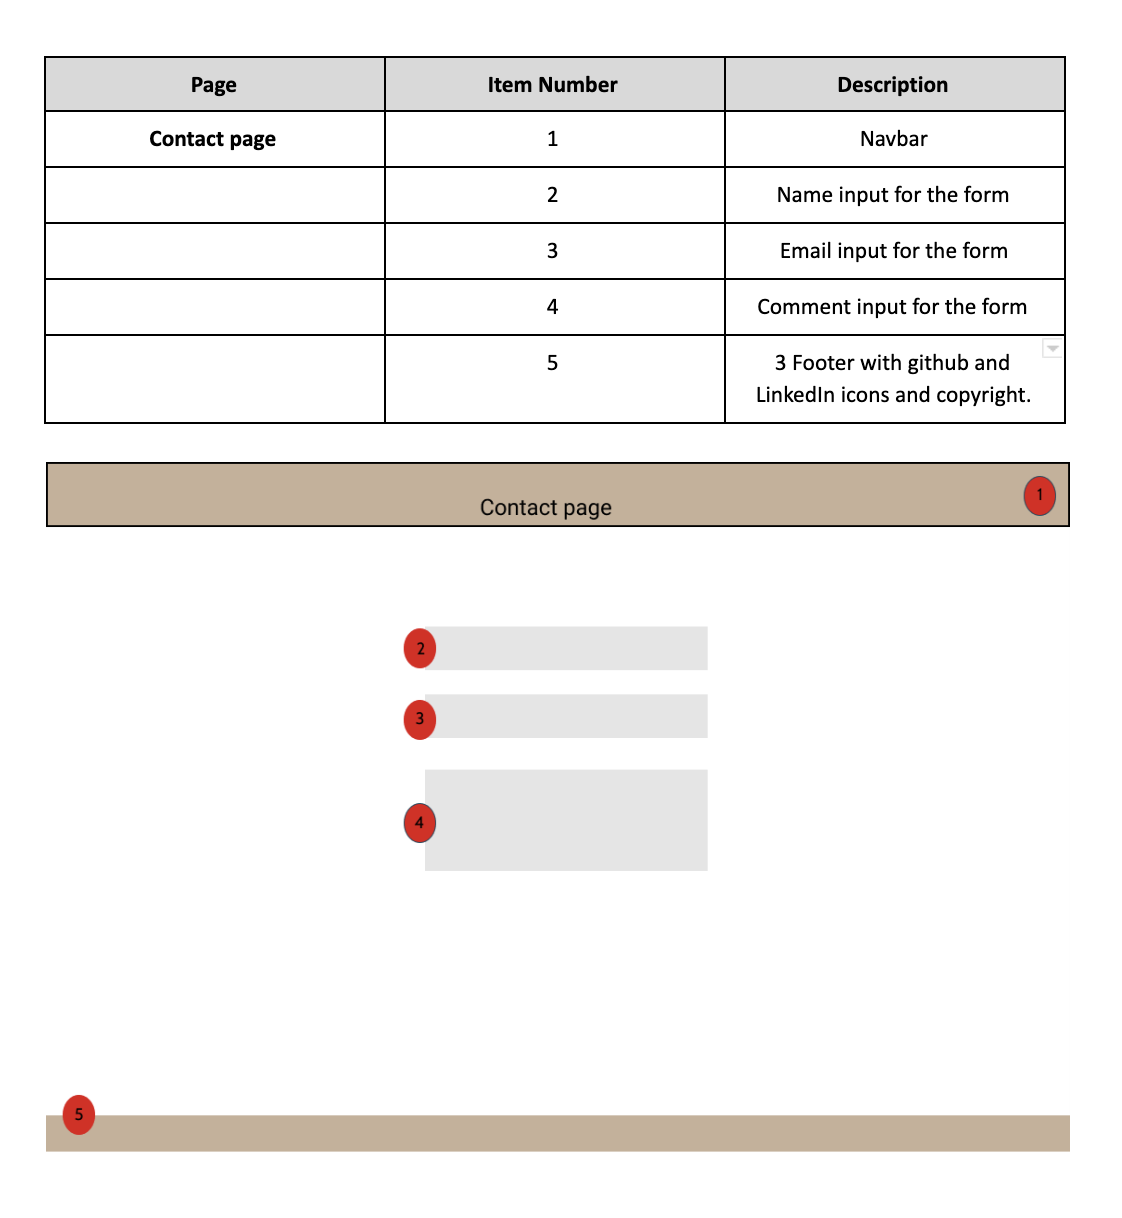 Page Item Number Description
Contact page 1 Navbar
2 Name input for the form
3 Email input for the form
4 Comment input for the form
5 3 Footer with github and
LinkedIn icons and copyright.
Contact page 1
2
3
4
5